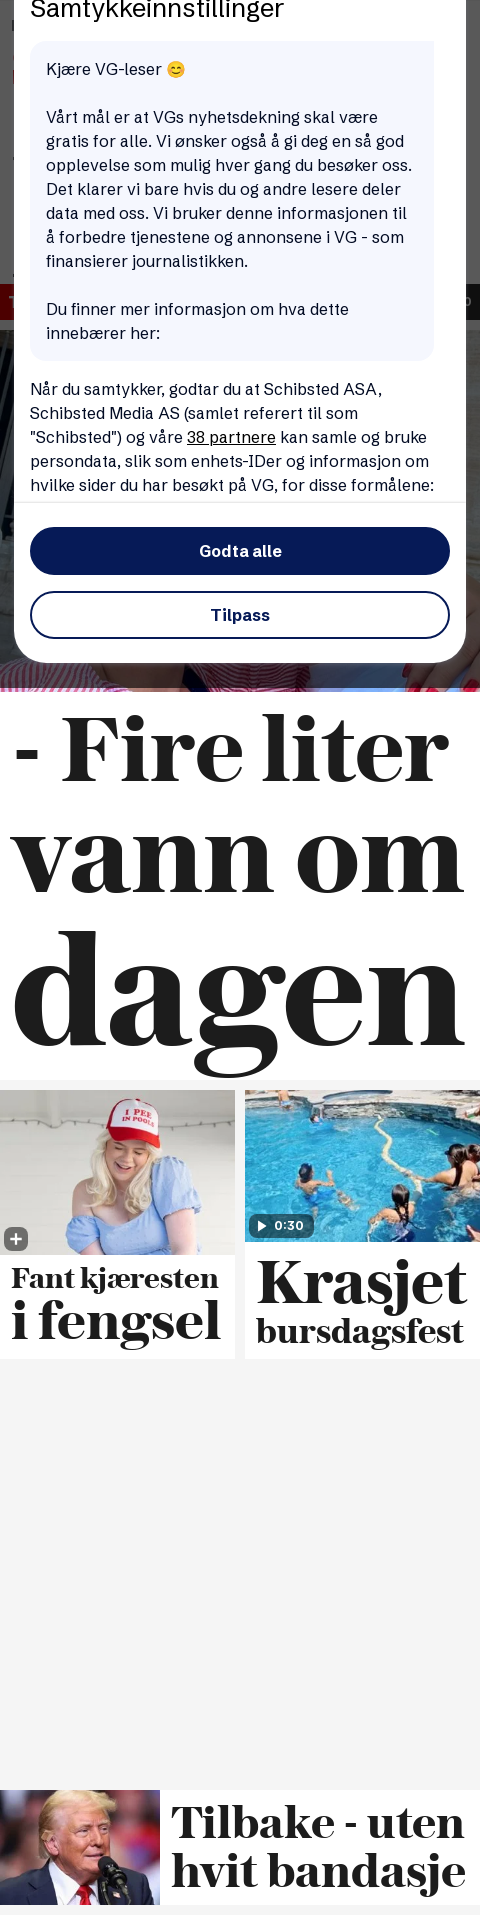 Samtykkeinnstillinger
Kjære VG-leser 😊
Vårt mål er at VGs nyhetsdekning skal være
gratis for alle. Vi ønsker også å gi deg en så god
opplevelse som mulig hver gang du besøker oss.
Det klarer vi bare hvis du og andre lesere deler
data med oss. Vi bruker denne informasjonen til
å forbedre tjenestene og annonsene i VG - som
finansierer journalistikken.
Du finner mer informasjon om hva dette
innebærer her:
Når du samtykker, godtar du at Schibsted ASA,
Schibsted Media AS (samlet referert til som
"Schibsted") og våre 38 partnere kan samle og bruke
persondata, slik som enhets-IDer og informasjon om
hvilke sider du har besøkt på VG, for disse formålene:
Godta alle
Tilpass
- Fire liter
vann om
dagen
I PEE
IN POOLS
Fant kjæresten
i fengsel
0:30
Krasjet
bursdagsfest
Tilbake - uten
hvit bandasje